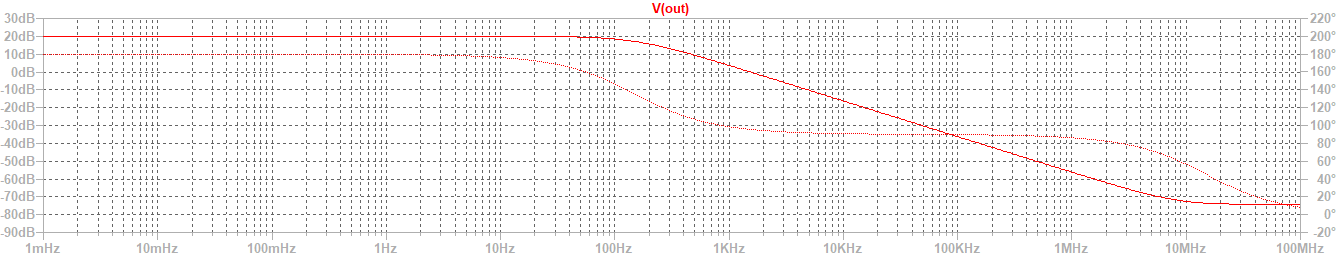 V(out)
30dB 220°
20dB 200°
10dB 180°
0dB 160°
-10dB 140°
-20dB 120°
-30dB 100°
-40dB 80°
-50dB 60°
-60dB 40°
-70dB 20°
-80dB 0°
-90dB -20°
1mHz 10mHz 100mHz 1Hz 10Hz 100Hz 1KHz 10KHz 100KHz 1MHz 10MHz 100MHz